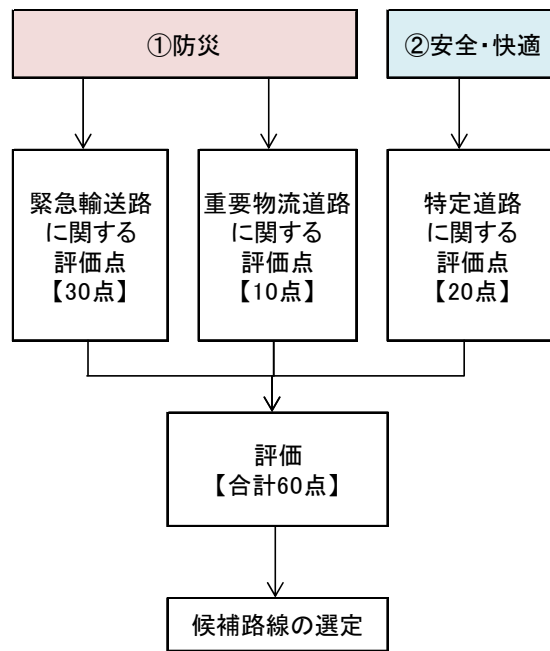 ①防災
②安全・快適
緊急輸送路
に関する
評価点
【30点】
重要物流道路
に関する
評価点
【10点】
特定道路
に関する
評価点
【20点】
評価
【合計60点】
候補路線の選定